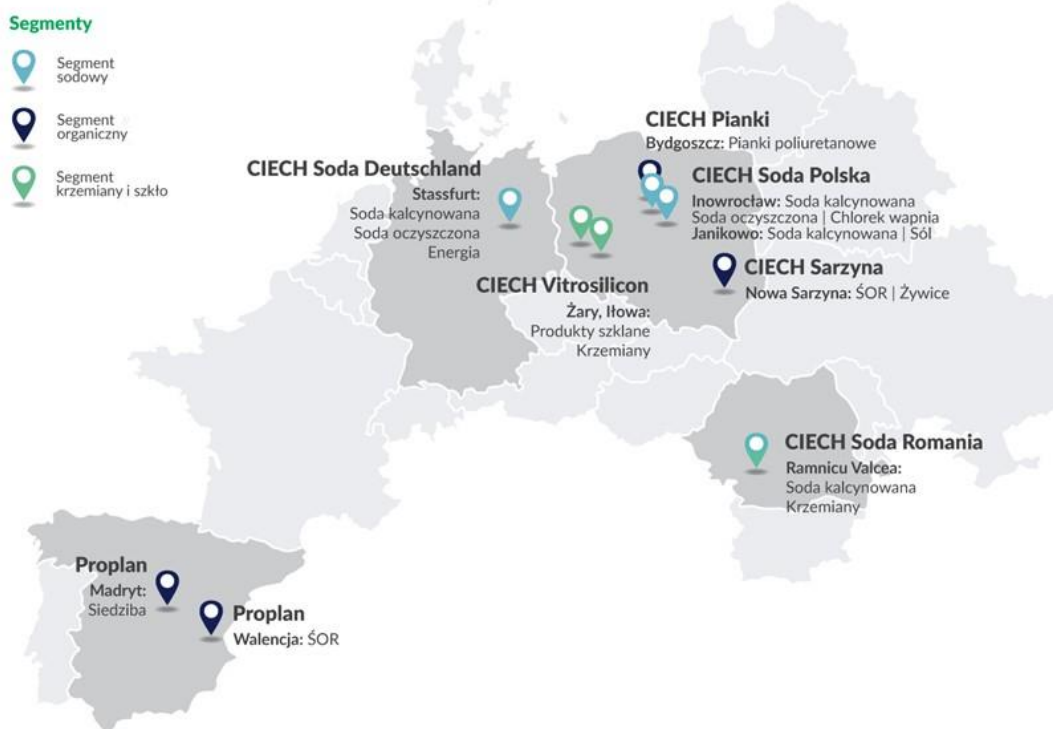 Segmenty
Segment
sodowy
Segment
organiczny
Segment
krzemiany i szkło
CIECH Pianki
Bydgoszcz: Pianki poliuretanowe
CIECH Soda Deutschland
Stassfurt:
Soda kalcynowana
Soda oczyszczona
Energia
CIECH Soda Polska
Inowrocław: Soda kalcynowana
Soda oczyszczona | Chlorek wapnia
Janikowo: Soda kalcynowana | Sól
CIECH Vitrosilicon
Żary, Iłowa:
Produkty szklane
Krzemiany
CIECH Sarzyna
Nowa Sarzyna: ŚOR | Żywice
CIECH Soda Romania
Ramnicu Valcea:
Soda kalcynowana
Krzemiany
Proplan
Madryt:
Siedziba
Proplan
Walencja: ŚOR